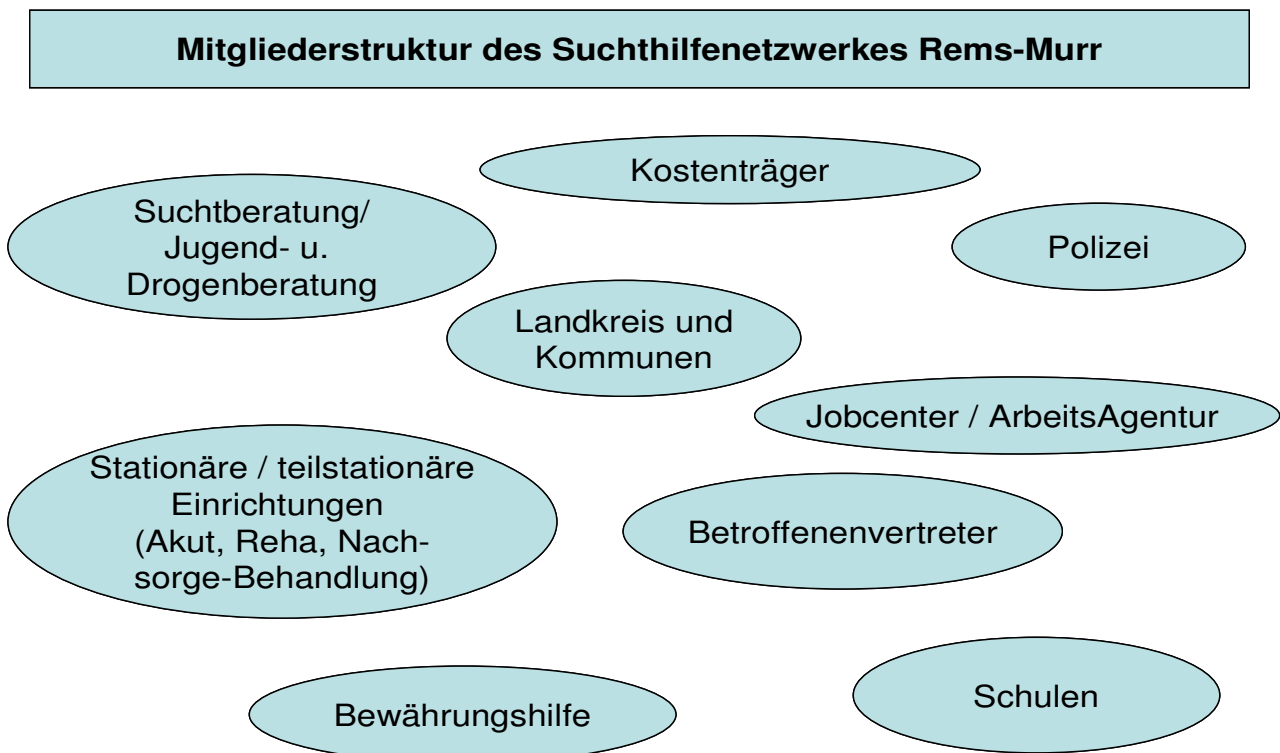 Mitgliederstruktur des Suchthilfenetzwerkes Rems-Murr
Kostenträger
Suchtberatung/
Jugend- u.
Drogenberatung
Polizei
Landkreis und
Kommunen
Jobcenter / ArbeitsAgentur
Stationäre / teilstationäre
Einrichtungen
(Akut, Reha, Nach-
sorge-Behandlung)
Betroffenenvertreter
Schulen
Bewährungshilfe